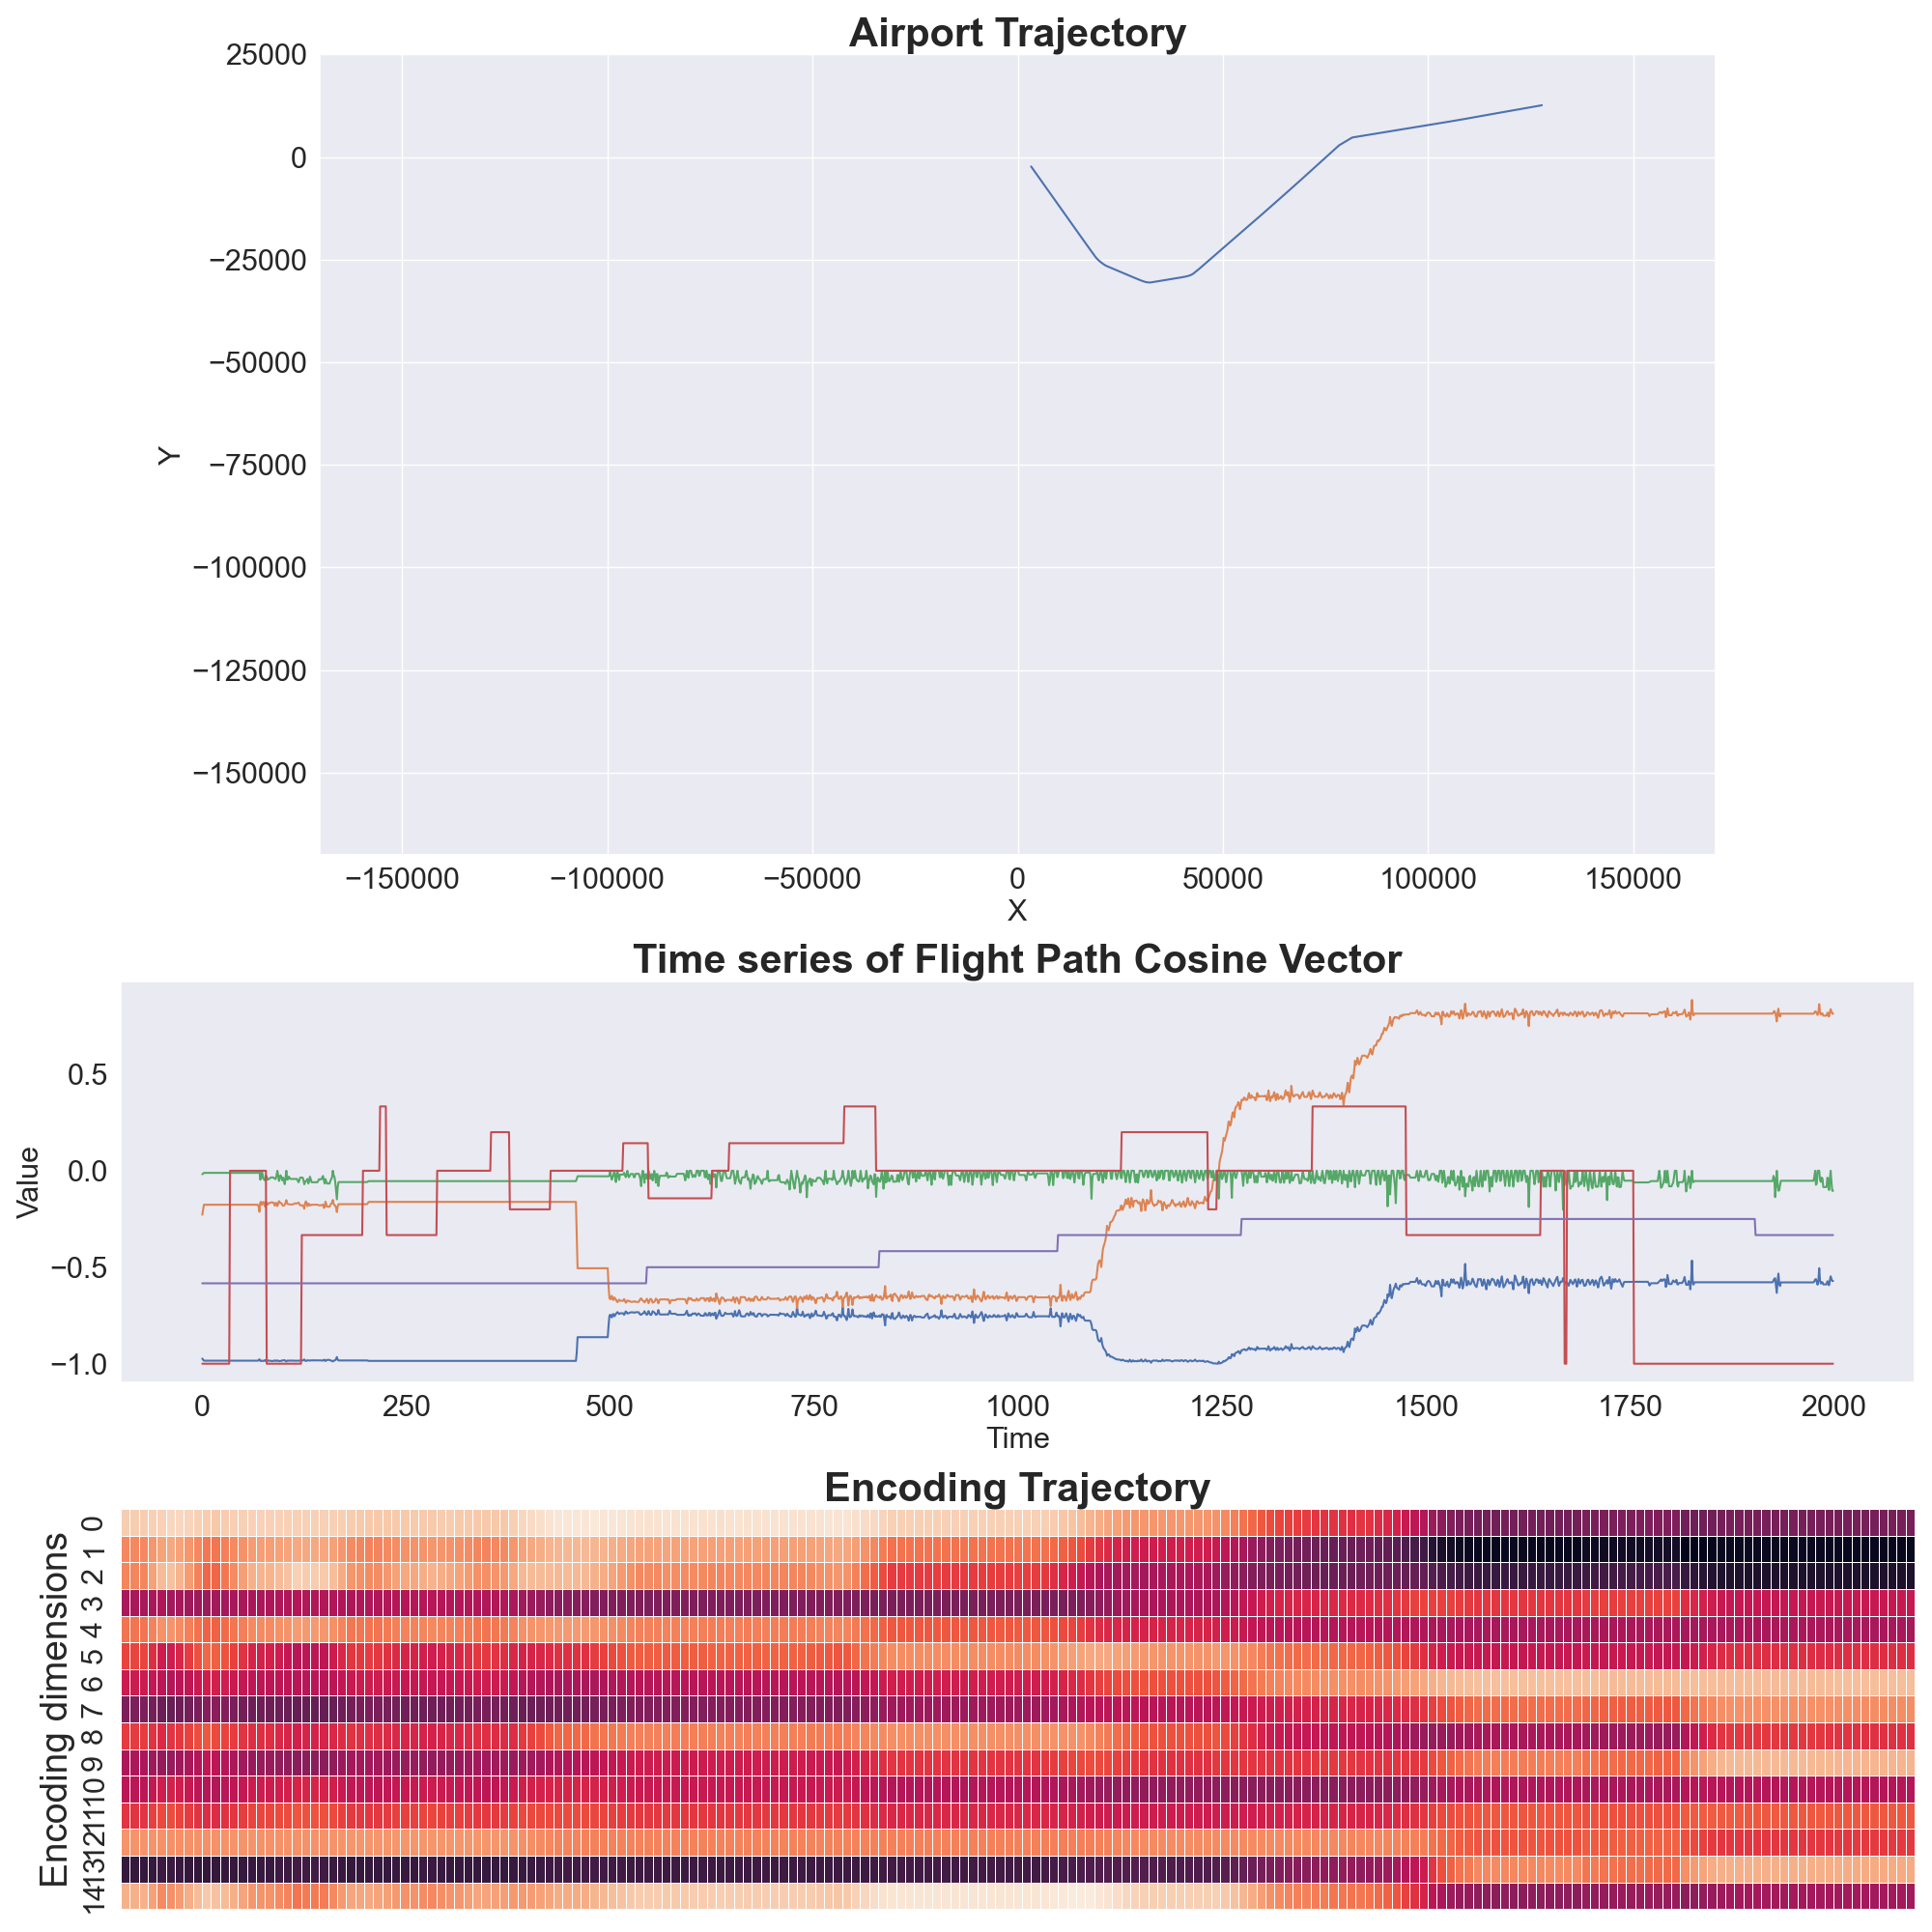 Airport Trajectory
25000
0
−25000
−50000
−75000
−100000
−125000
−150000
Y
−150000 −100000 −50000 0 50000 100000 150000
X
Time series of Flight Path Cosine Vector
0.5
0.0
−0.5
−1.0
Value
0 250 500 750 1000 1250 1500 1750 2000
Time
Encoding Trajectory
Encoding dimensions
0
1
2
3
4
5
6
7
8
9
10
11
12
13
14